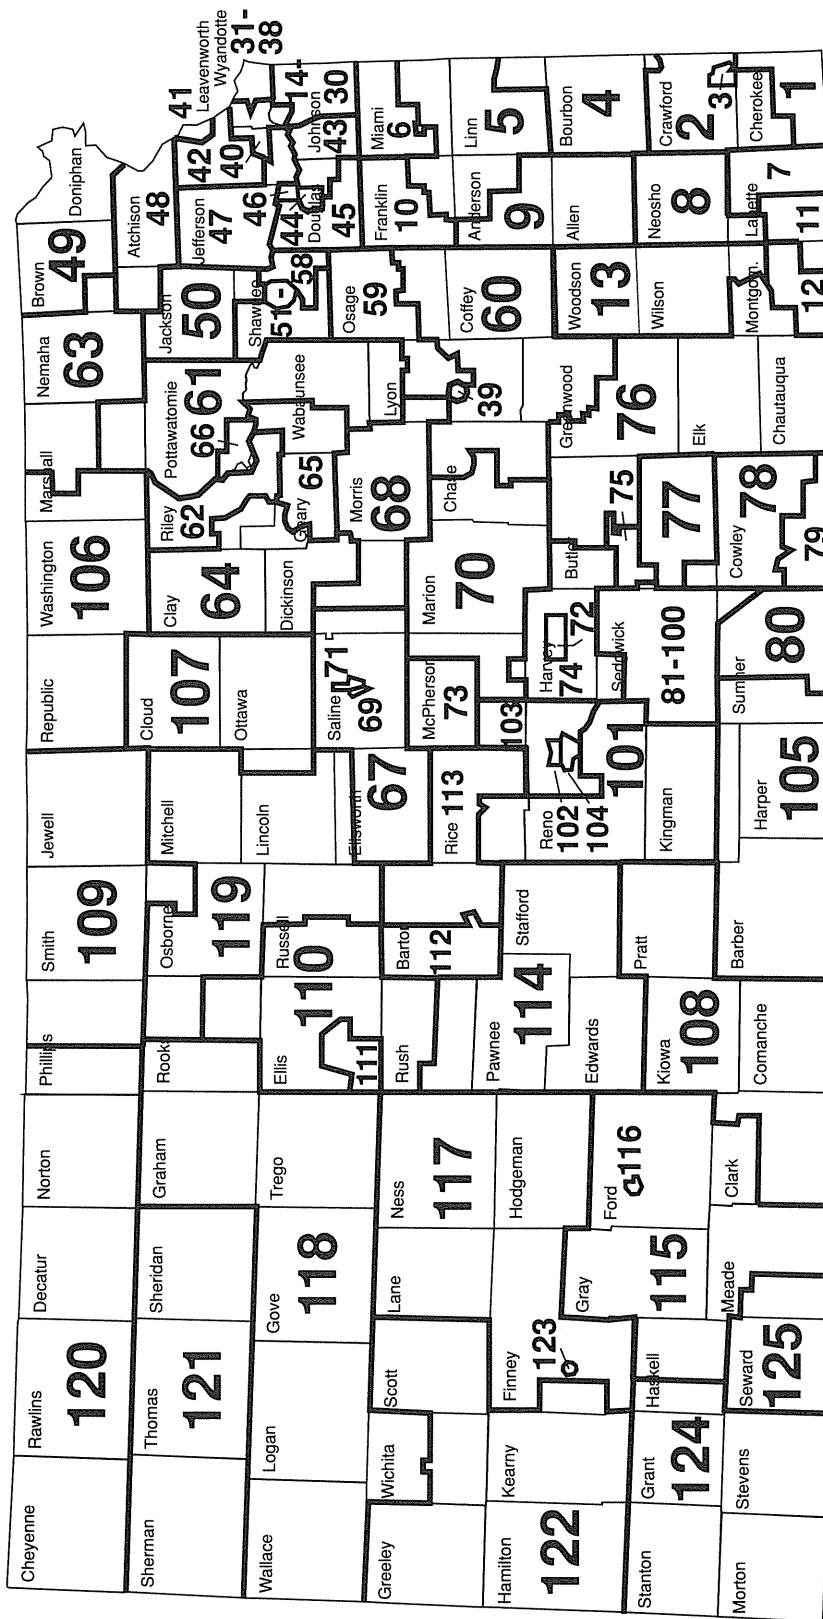 Cheyenne
Rawlins
120
Decatur
Norton
Phillips
Smith
109
Jewell
Republic
Washington
106
Marshall
Nemaha
63
Brown
49
Doniphan
Sherman
Thomas
121
Sheridan
Graham
Rook
Osborne
119
Mitchell
Cloud
107
Clay
64
Riley
62
Pottawatomie
61
66
Jackson
50
Atchison
48
Jefferson
47
42
40
41
Leavenworth
Wyandotte
31-
38
Wallace
Logan
Gove
118
Trego
Ellis
110
111
Russell
Lincoln
Ottawa
Dickinson
Geary
65
Wabaunsee
Shawnee
51-
58
46
44
Douglas
45
Johnson
43
14-
30
Greeley
Wichita
Scott
Lane
Ness
117
Rush
Barton
112
Ellsworth
67
Rice
113
Saline
71
69
McPherson
73
Marion
70
Morris
68
Chase
Lyon
39
Osage
59
Franklin
10
Miami
6
Hamilton
122
Kearny
Finney
123
Hodgeman
Pawnee
114
Edwards
Stafford
Reno
102
104
103
101
Harvey
74
72
Butler
75
Greenwood
76
Coffey
60
Anderson
9
Linn
5
Gray
115
Ford
116
Kiowa
108
Pratt
Kingman
Sedgwick
81-100
77
Elk
Woodson
13
Wilson
Allen
Bourbon
4
Neosho
8
Crawford
2
3
Stanton
Grant
124
Haskell
Morton
Stevens
Seward
125
Meade
Clark
Comanche
Barber
Harper
105
Sumner
80
Cowley
78
79
Chautauqua
Montgom.
12
Labette
11
7
Cherokee
1